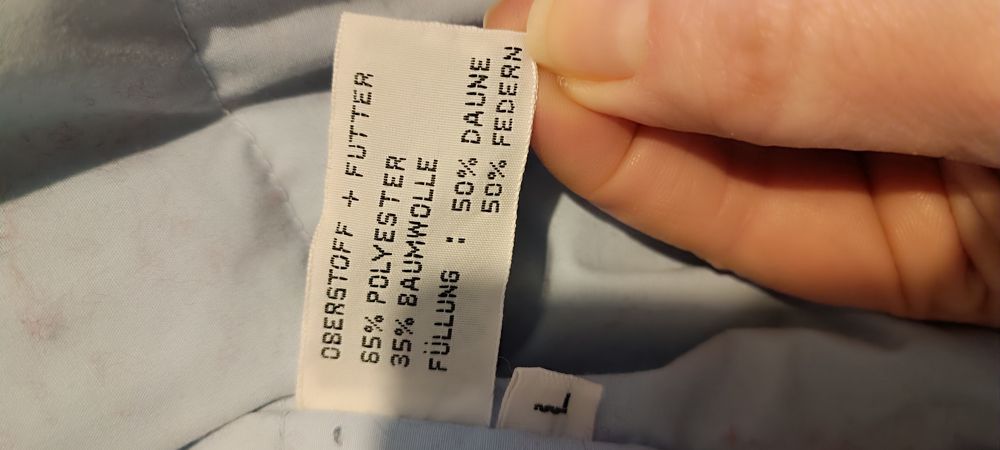 OBERSTOFF + FUTTER
65% POLYESTER
35% BAUMWOLLE
FÜLLUNG : 50% DAUNE
50% FEDERN
L